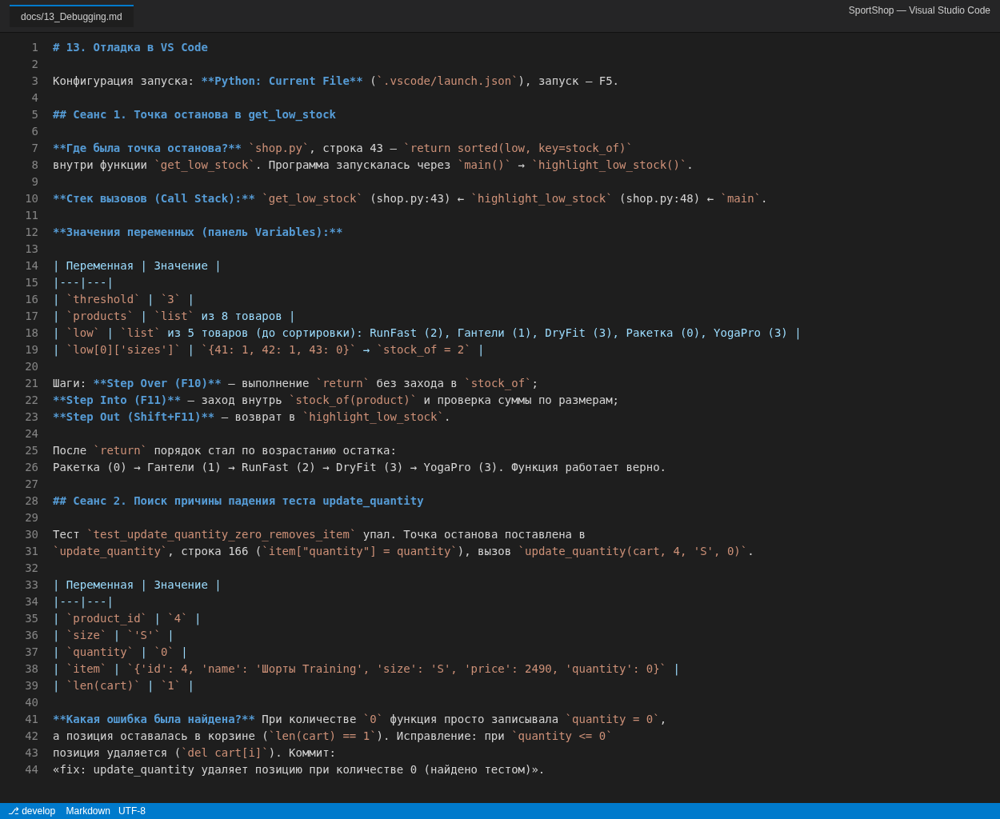 docs/13_Debugging.md
SportShop — Visual Studio Code
1 # 13. Отладка в VS Code
2
3 Конфигурация запуска: **Python: Current File** (`.vscode/launch.json`), запуск — F5.
4
5 ## Сеанс 1. Точка останова в get_low_stock
6
7 **Где была точка останова?** `shop.py`, строка 43 — `return sorted(low, key=stock_of)`
8 внутри функции `get_low_stock`. Программа запускалась через `main()` → `highlight_low_stock()`.
9
10 **Стек вызовов (Call Stack):** `get_low_stock` (shop.py:43) ← `highlight_low_stock` (shop.py:48) ← `main`.
11
12 **Значения переменных (панель Variables):**
13
14 | Переменная | Значение |
15 |---|---|
16 | `threshold` | `3` |
17 | `products` | `list` из 8 товаров |
18 | `low` | `list` из 5 товаров (до сортировки): RunFast (2), Гантели (1), DryFit (3), Ракетка (0), YogaPro (3) |
19 | `low[0]['sizes']` | `{41: 1, 42: 1, 43: 0}` → `stock_of = 2` |
20
21 Шаги: **Step Over (F10)** — выполнение `return` без захода в `stock_of`;
22 **Step Into (F11)** — заход внутрь `stock_of(product)` и проверка суммы по размерам;
23 **Step Out (Shift+F11)** — возврат в `highlight_low_stock`.
24
25 После `return` порядок стал по возрастанию остатка:
26 Ракетка (0) → Гантели (1) → RunFast (2) → DryFit (3) → YogaPro (3). Функция работает верно.
27
28 ## Сеанс 2. Поиск причины падения теста update_quantity
29
30 Тест `test_update_quantity_zero_removes_item` упал. Точка останова поставлена в
31 `update_quantity`, строка 166 (`item["quantity"] = quantity`), вызов `update_quantity(cart, 4, 'S', 0)`.
32
33 | Переменная | Значение |
34 |---|---|
35 | `product_id` | `4` |
36 | `size` | `'S'` |
37 | `quantity` | `0` |
38 | `item` | `{'id': 4, 'name': 'Шорты Training', 'size': 'S', 'price': 2490, 'quantity': 0}` |
39 | `len(cart)` | `1` |
40
41 **Какая ошибка была найдена?** При количестве `0` функция просто записывала `quantity = 0`,
42 а позиция оставалась в корзине (`len(cart) == 1`). Исправление: при `quantity <= 0`
43 позиция удаляется (`del cart[i]`). Коммит:
44 «fix: update_quantity удаляет позицию при количестве 0 (найдено тестом)».
⎇ develop Markdown UTF-8